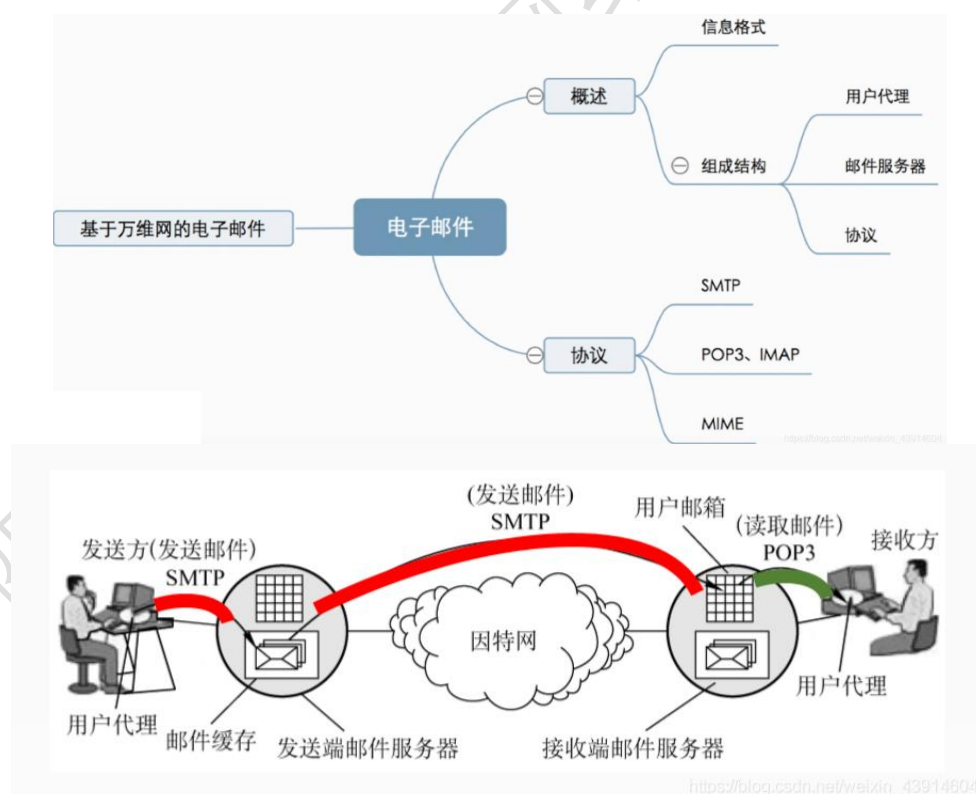 信息格式
概述
用户代理
组成结构
邮件服务器
基于万维网的电子邮件
电子邮件
协议
SMTP
协议
POP3、IMAP
MIME
https://blog.csdn.net/weixin_43914604
(发送邮件)
SMTP
用户邮箱
(读取邮件)
POP3
接收方
发送方(发送邮件)
SMTP
因特网
用户代理
用户代理
邮件缓存
发送端邮件服务器
接收端邮件服务器
https://blog.csdn.net/weixin_43914604